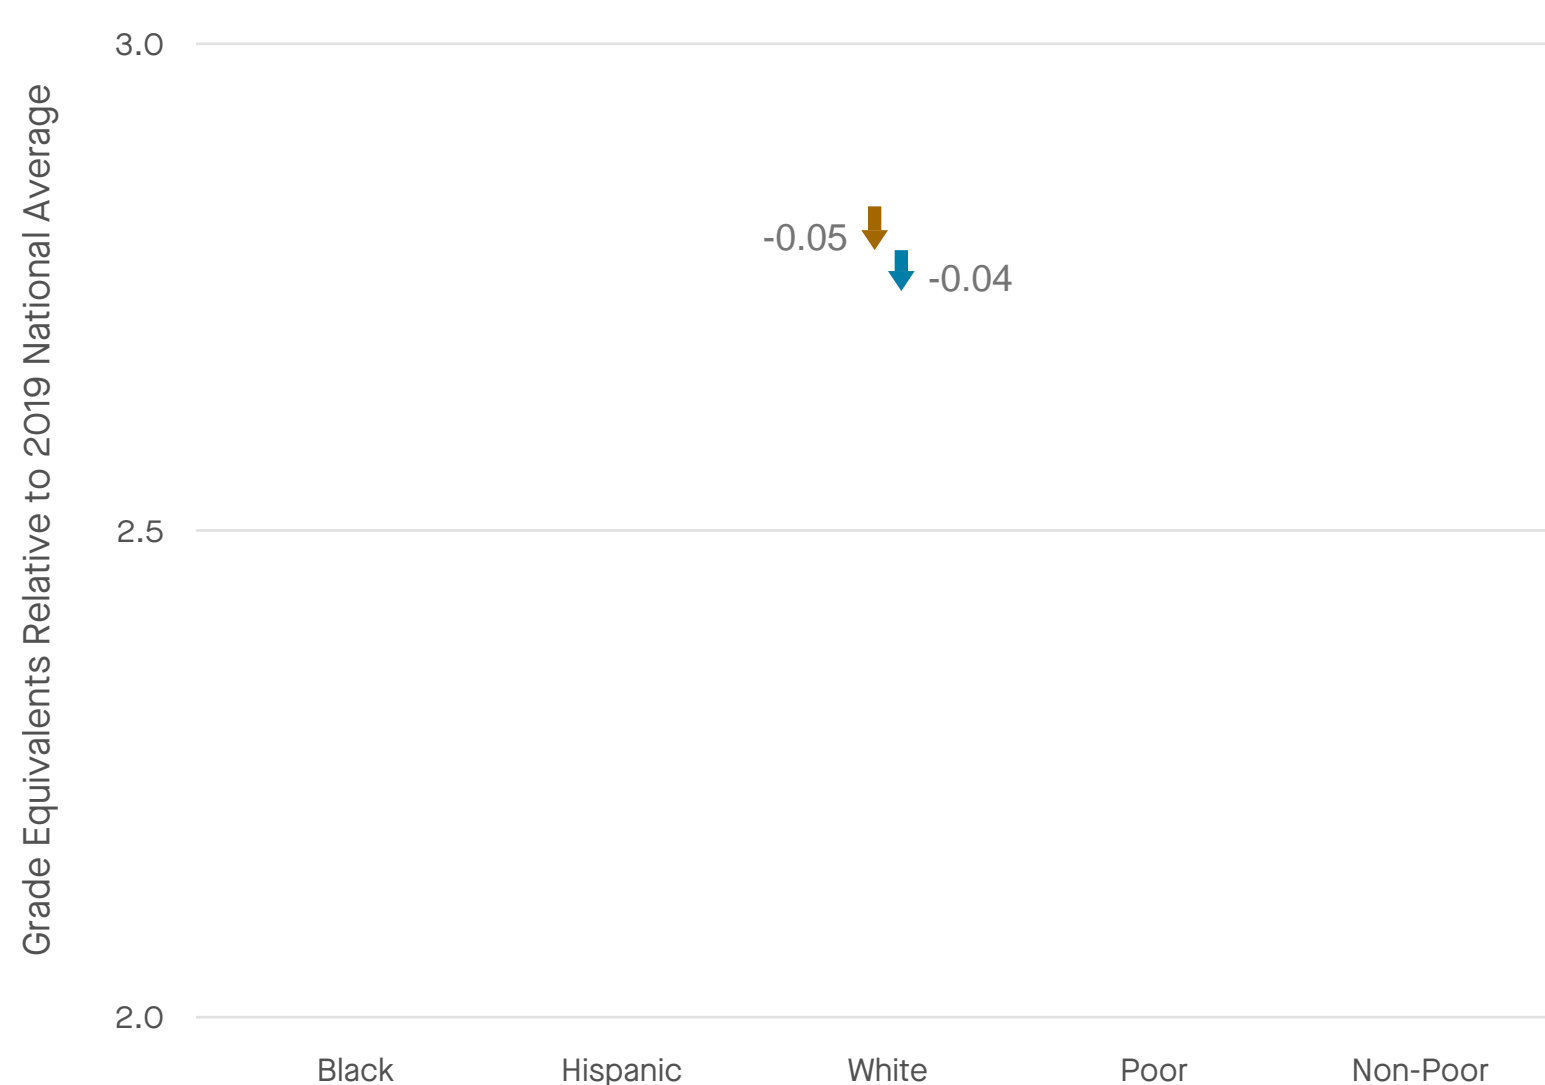 Grade Equivalents Relative to 2019 National Average
3.0
-0.05
-0.04
2.5
2.0
Black Hispanic White Poor Non-Poor